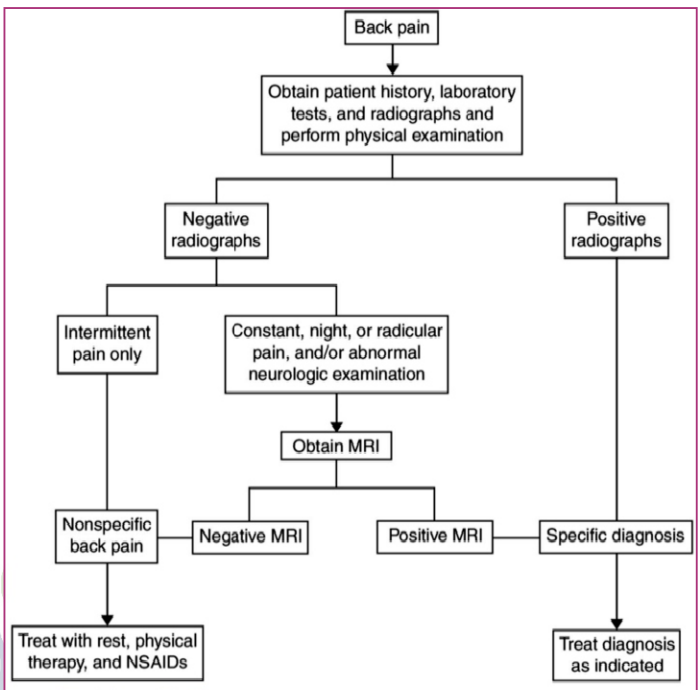 Back pain
Obtain patient history, laboratory
tests, and radiographs and
perform physical examination
Negative
radiographs
Positive
radiographs
Intermittent
pain only
Constant, night, or radicular
pain, and/or abnormal
neurologic examination
Obtain MRI
Nonspecific
back pain
Negative MRI
Positive MRI
Specific diagnosis
Treat with rest, physical
therapy, and NSAIDs
Treat diagnosis
as indicated